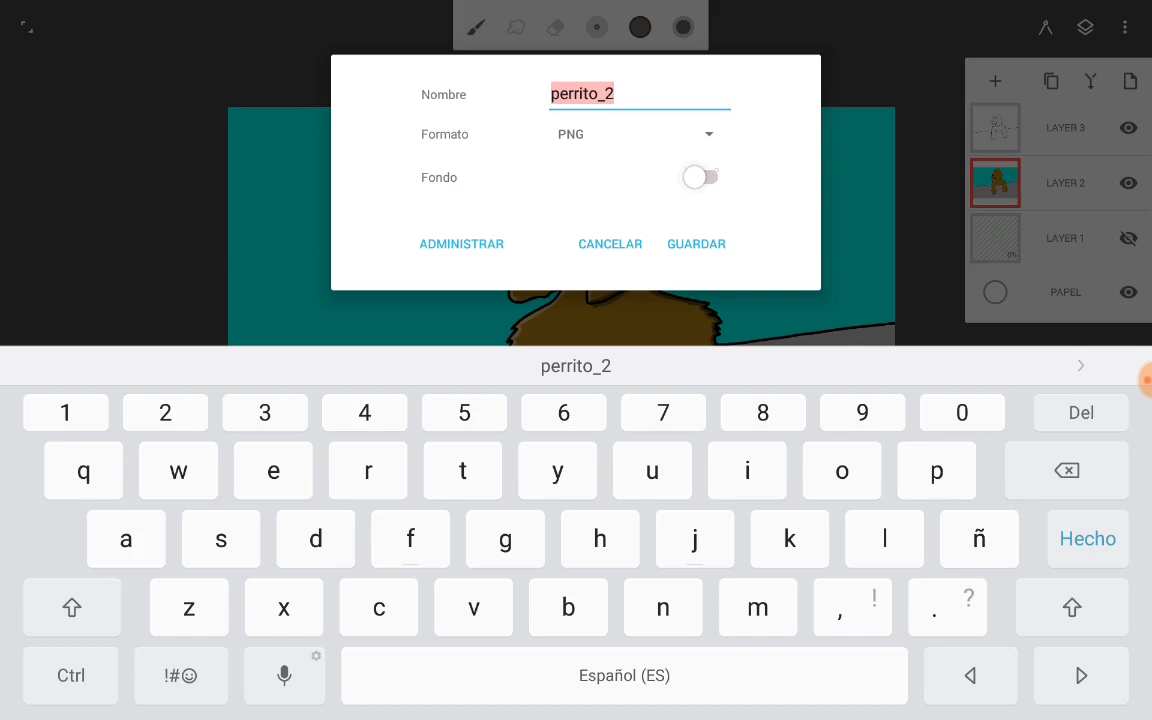 Nombre perrito_2
Formato PNG
Fondo
ADMINISTRAR CANCELAR GUARDAR
LAYER 3
LAYER 2
LAYER 1
0%
PAPEL
perrito_2
1 2 3 4 5 6 7 8 9 0 Del
q w e r t y u i o p
a s d f g h j k l ñ Hecho
z x c v b n m , ! . ?
Ctrl !#☺ Español (ES)